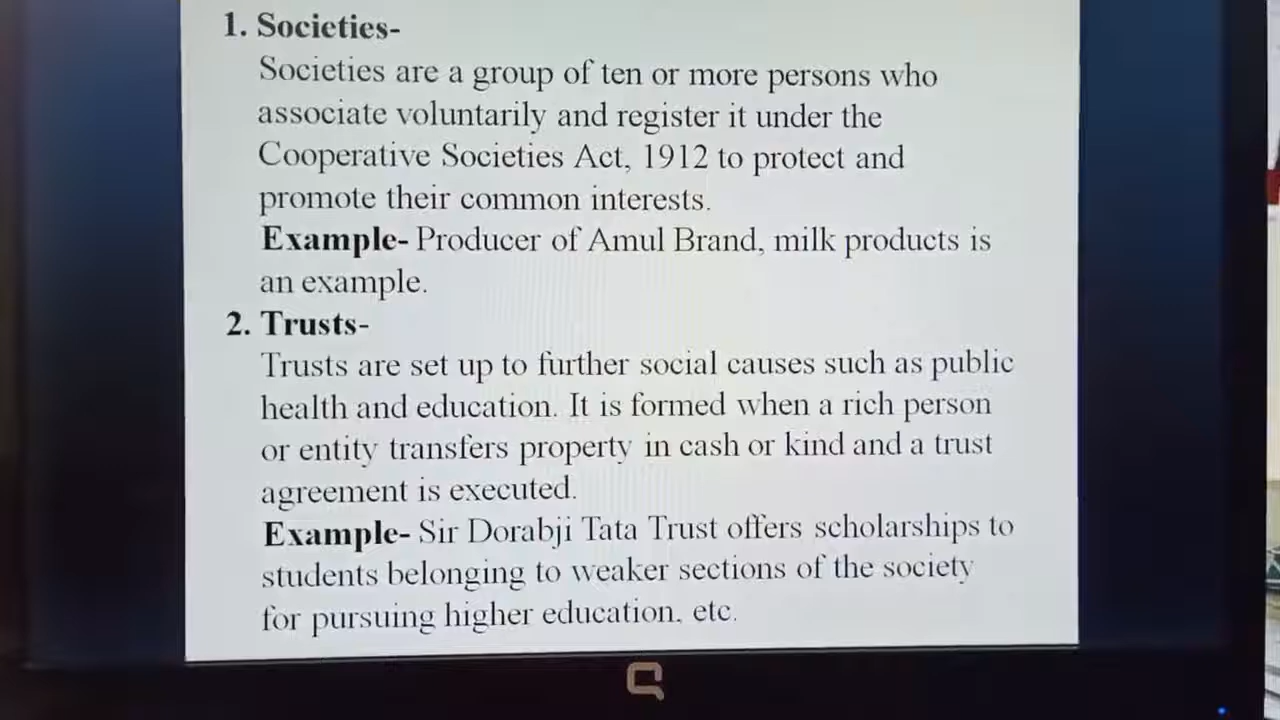 1. Societies-
Societies are a group of ten or more persons who
associate voluntarily and register it under the
Cooperative Societies Act, 1912 to protect and
promote their common interests.
Example- Producer of Amul Brand, milk products is
an example.
2. Trusts-
Trusts are set up to further social causes such as public
health and education. It is formed when a rich person
or entity transfers property in cash or kind and a trust
agreement is executed.
Example- Sir Dorabji Tata Trust offers scholarships to
students belonging to weaker sections of the society
for pursuing higher education, etc.